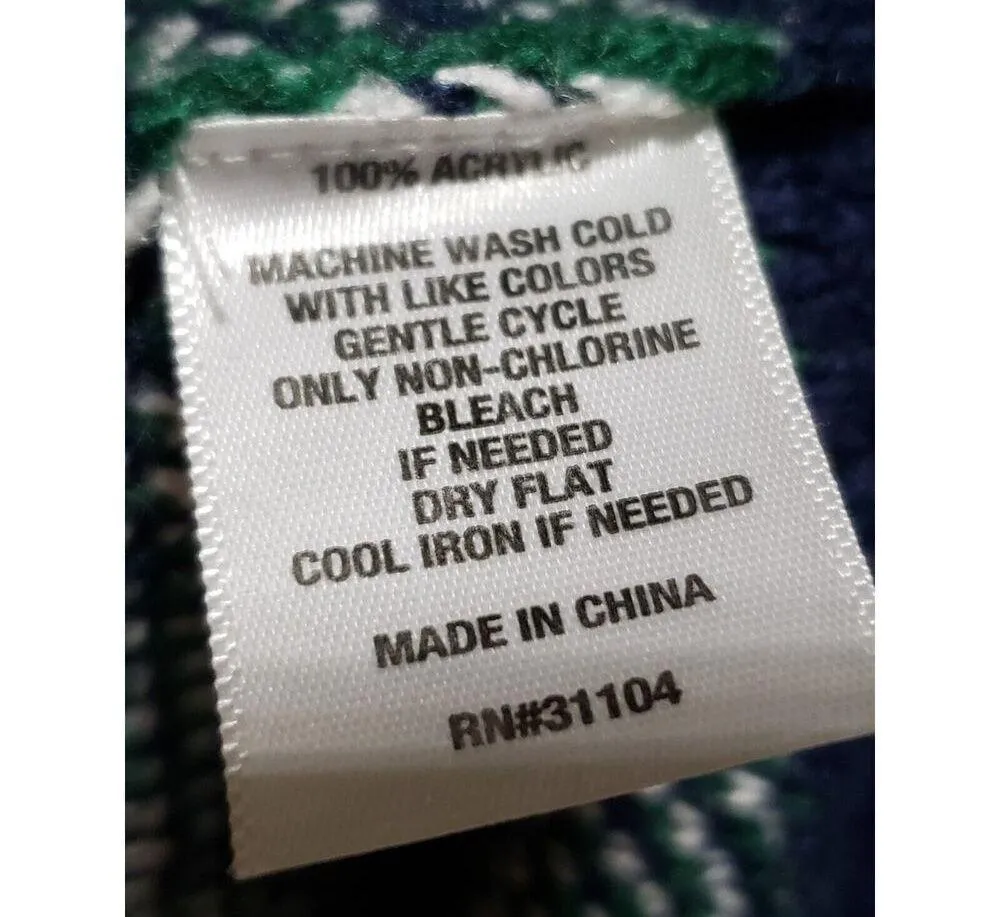 100% ACRYLIC
MACHINE WASH COLD
WITH LIKE COLORS
GENTLE CYCLE
ONLY NON-CHLORINE
BLEACH
IF NEEDED
DRY FLAT
COOL IRON IF NEEDED
MADE IN CHINA
RN#31104